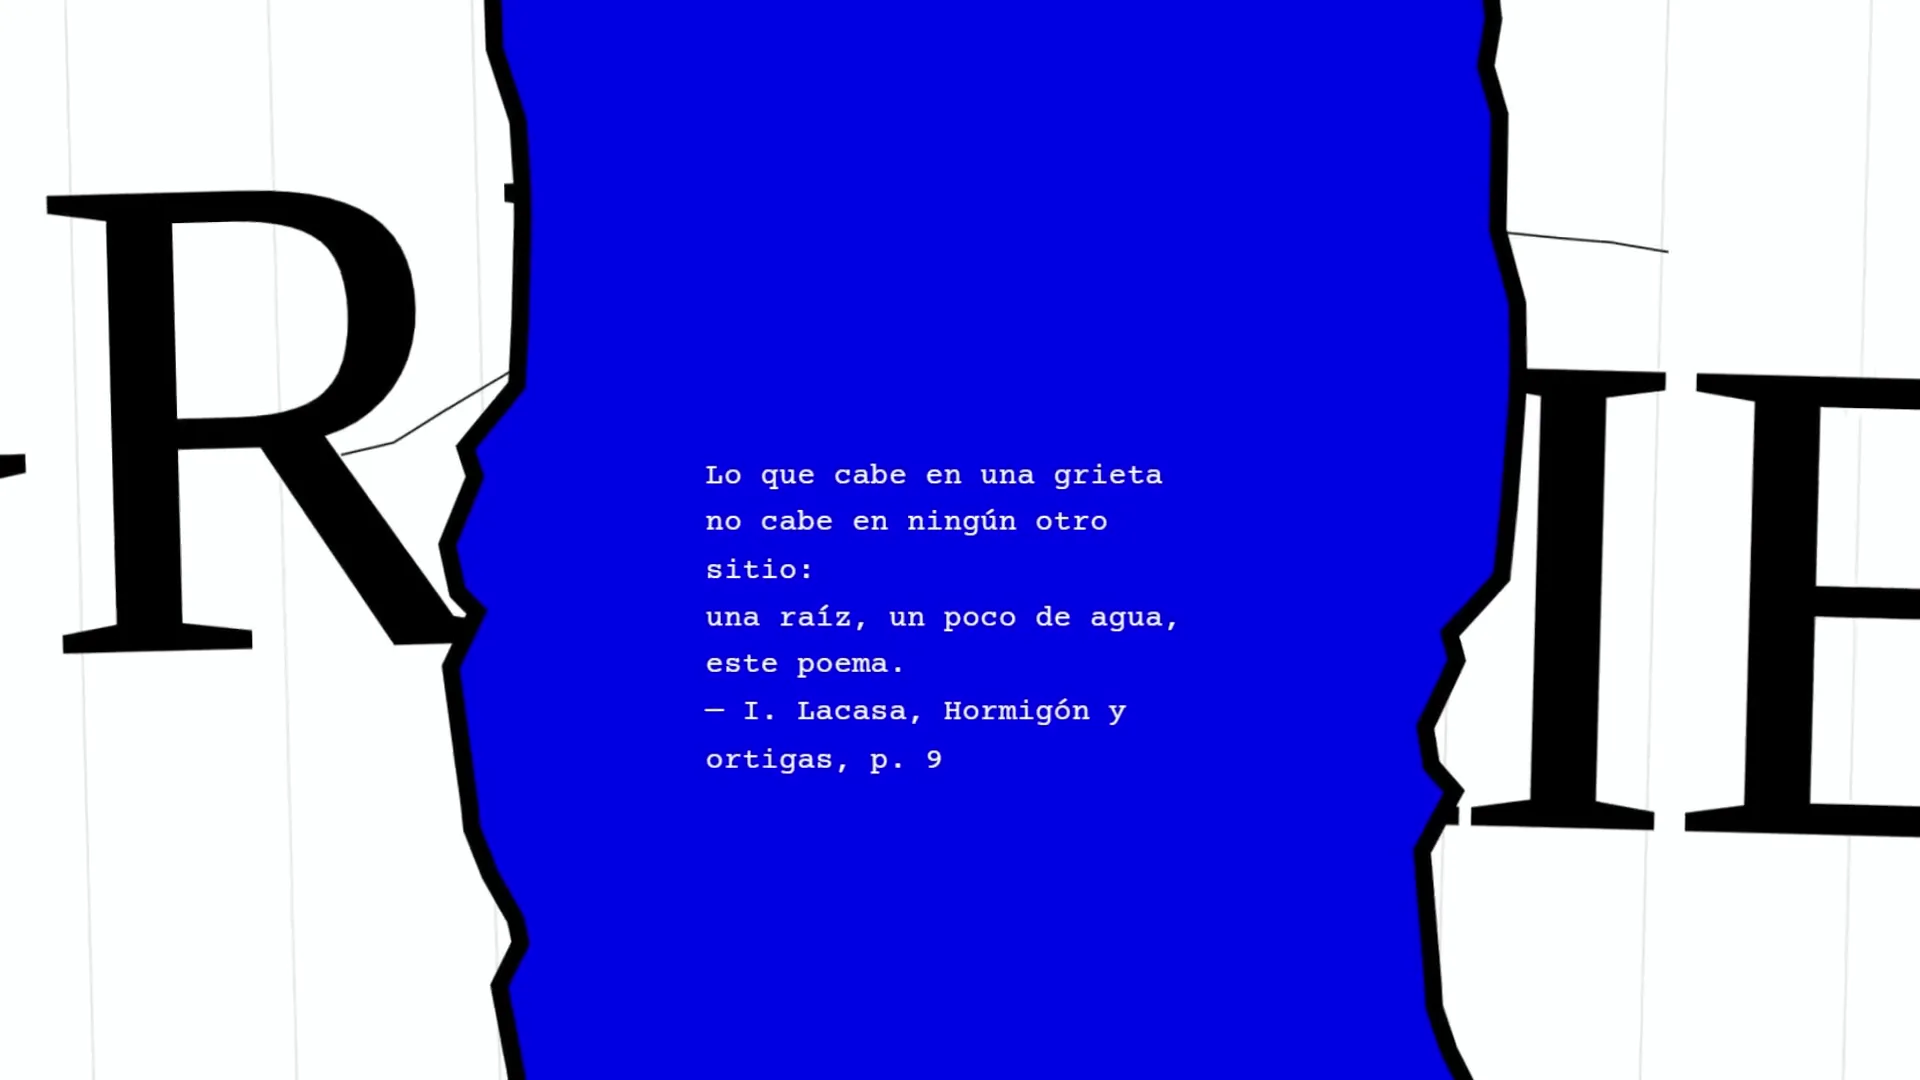 R
IE
Lo que cabe en una grieta
no cabe en ningún otro
sitio:
una raíz, un poco de agua,
este poema.
— I. Lacasa, Hormigón y
ortigas, p. 9